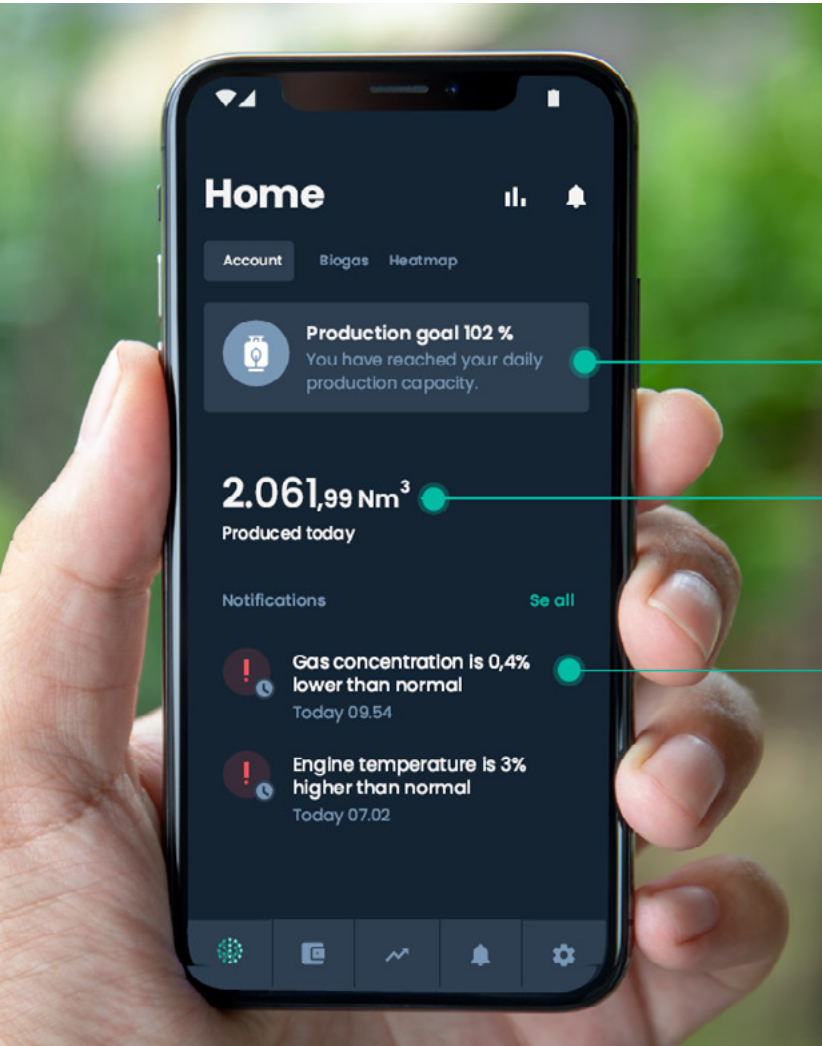 Home
Account Biogas Heatmap
Production goal 102 %
You have reached your daily
production capacity.
2.061,99 Nm³
Produced today
Notifications Se all
Gas concentration is 0,4%
lower than normal
Today 09.54
Engine temperature is 3%
higher than normal
Today 07.02